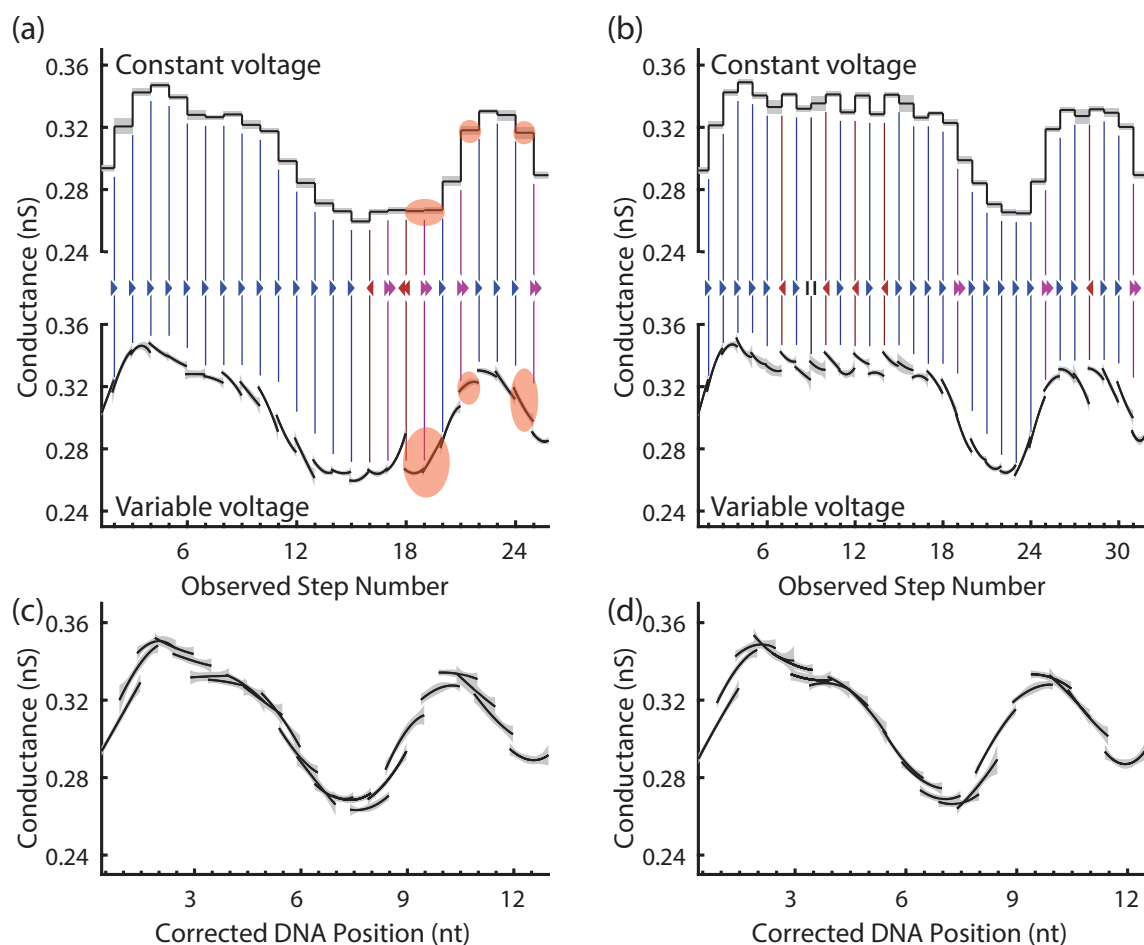 (a)
Constant voltage
0.36
0.32
0.28
0.24
Conductance (nS)
0.36
0.32
0.28
0.24
Variable voltage
6 12 18 24
Observed Step Number
(b)
Constant voltage
0.36
0.32
0.28
0.24
Conductance (nS)
0.36
0.32
0.28
0.24
Variable voltage
6 12 18 24 30
Observed Step Number
(c)
0.36
0.32
0.28
0.24
Conductance (nS)
3 6 9 12
Corrected DNA Position (nt)
(d)
0.36
0.32
0.28
0.24
Conductance (nS)
3 6 9 12
Corrected DNA Position (nt)